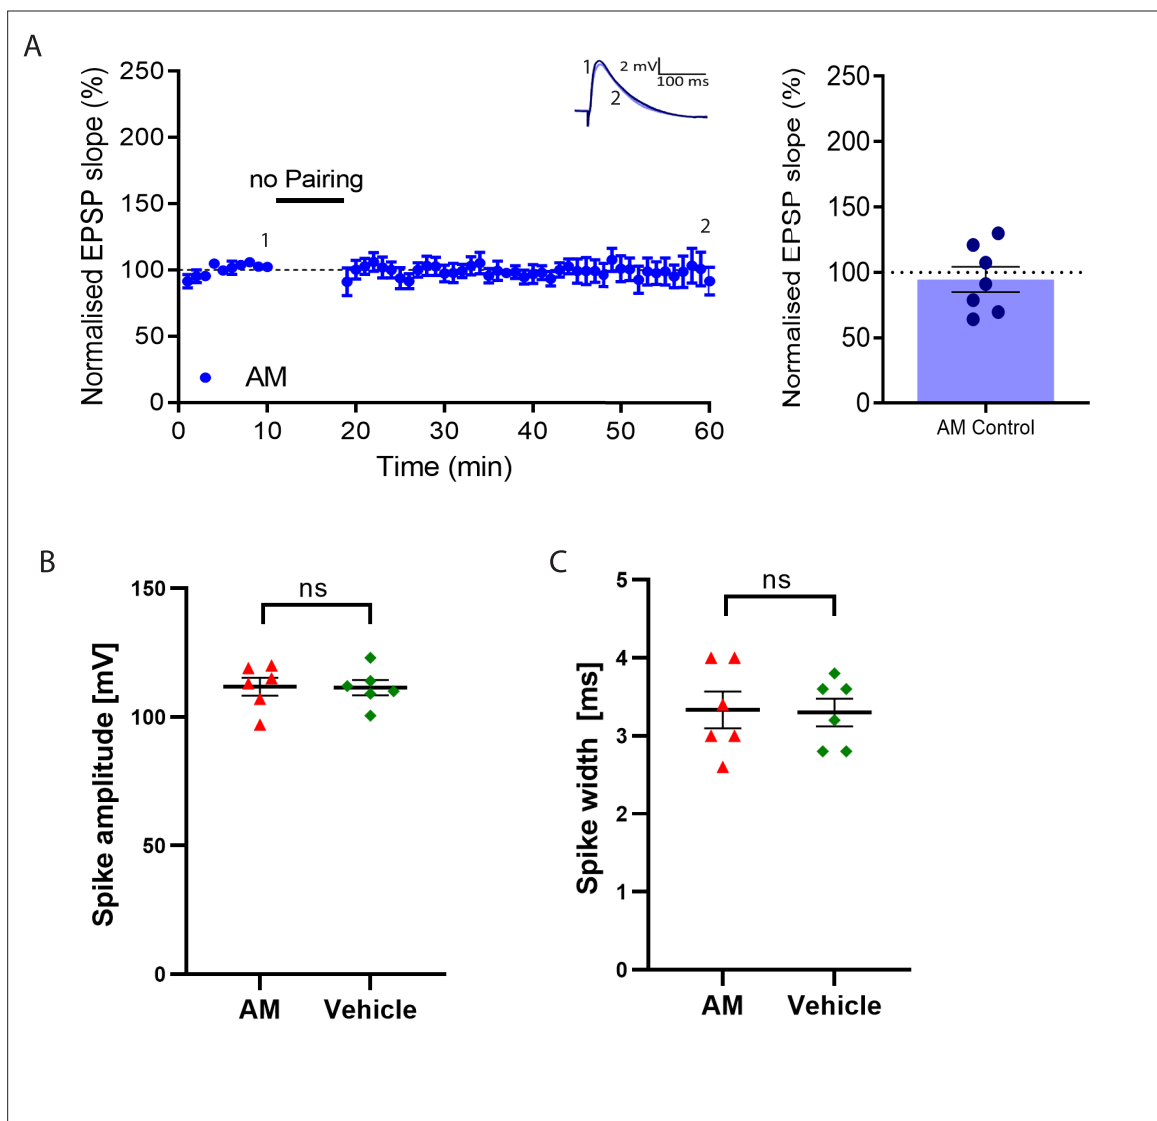 A
Normalised EPSP slope (%)
250
200
150
100
50
0
no Pairing
1
2
1
2
2 mV
100 ms
AM
0
10
20
30
40
50
60
Time (min)
Normalised EPSP slope (%)
250
200
150
100
50
0
AM Control
B
Spike amplitude [mV]
150
100
50
0
ns
AM
Vehicle
C
Spike width [ms]
5
4
3
2
1
0
ns
AM
Vehicle